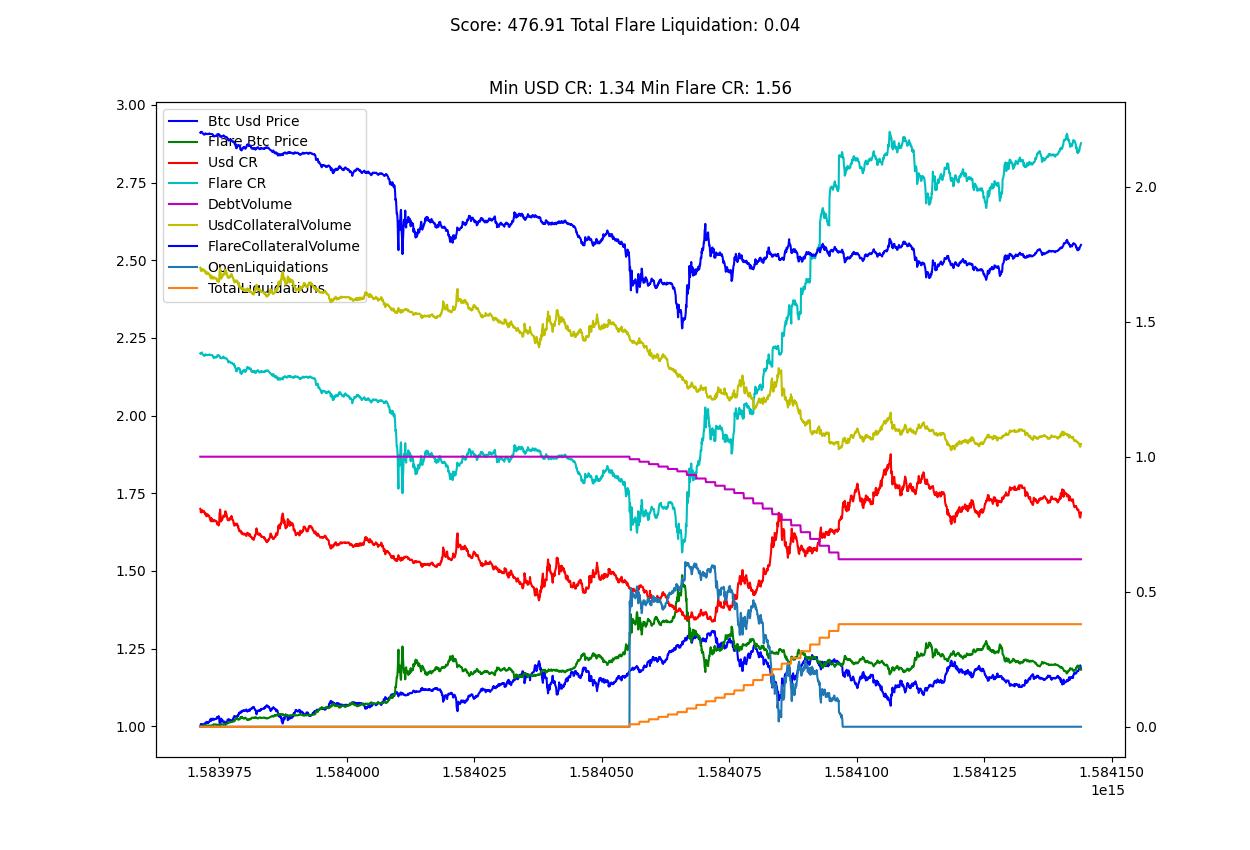 Score: 476.91 Total Flare Liquidation: 0.04
Min USD CR: 1.34 Min Flare CR: 1.56
Btc Usd Price
Flare Btc Price
Usd CR
Flare CR
DebtVolume
UsdCollateralVolume
FlareCollateralVolume
OpenLiquidations
TotalLiquidations
3.00
2.75
2.50
2.25
2.00
1.75
1.50
1.25
1.00
2.0
1.5
1.0
0.5
0.0
1.583975
1.584000
1.584025
1.584050
1.584075
1.584100
1.584125
1.584150
1e15